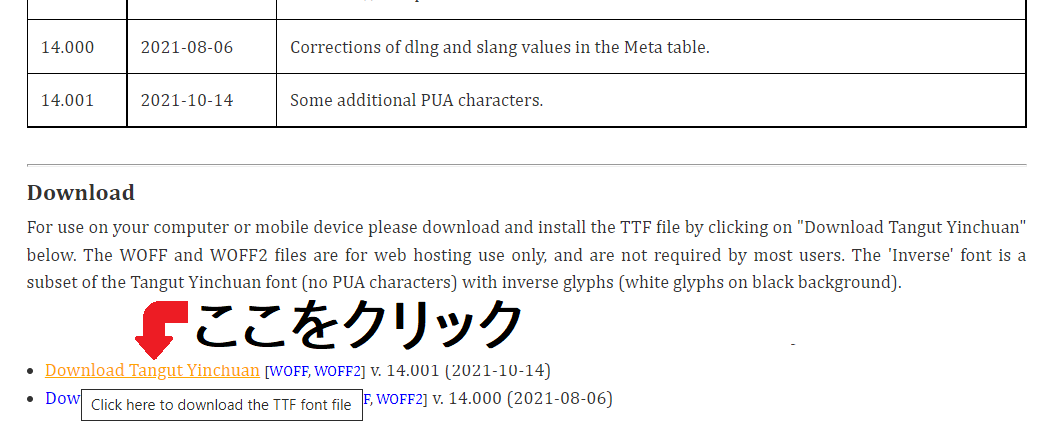 14.000 2021-08-06 Corrections of dlng and slang values in the Meta table.
14.001 2021-10-14 Some additional PUA characters.
Download
For use on your computer or mobile device please download and install the TTF file by clicking on "Download Tangut Yinchuan"
below. The WOFF and WOFF2 files are for web hosting use only, and are not required by most users. The 'Inverse' font is a
subset of the Tangut Yinchuan font (no PUA characters) with inverse glyphs (white glyphs on black background).
ここをクリック
• Download Tangut Yinchuan [WOFF, WOFF2] v. 14.001 (2021-10-14)
• Dow F, WOFF2] v. 14.000 (2021-08-06)
Click here to download the TTF font file